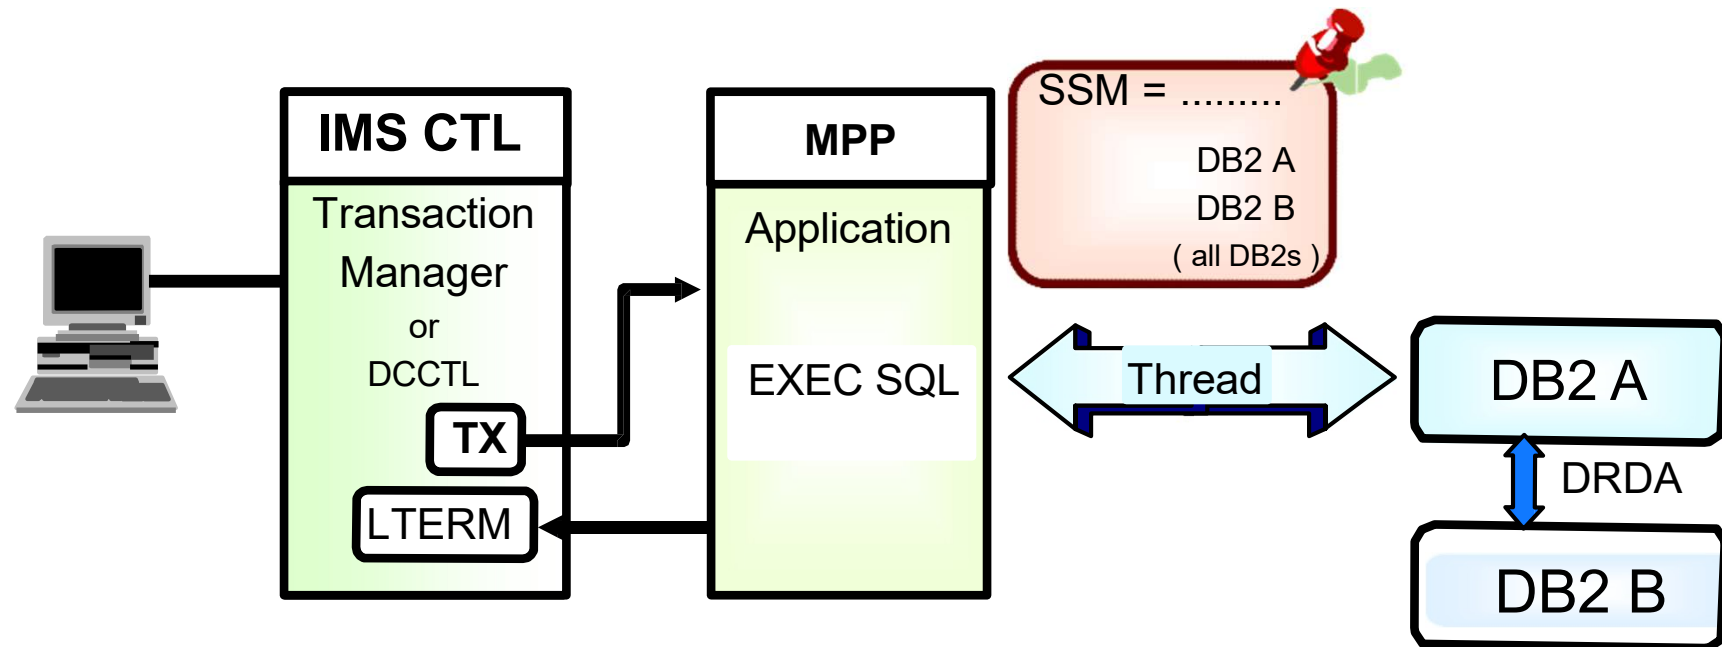 IMS CTL
Transaction
Manager
or
DCCTL
TX
LTERM
MPP
Application
EXEC SQL
SSM = .........
DB2 A
DB2 B
( all DB2s )
Thread
DB2 A
DRDA
DB2 B